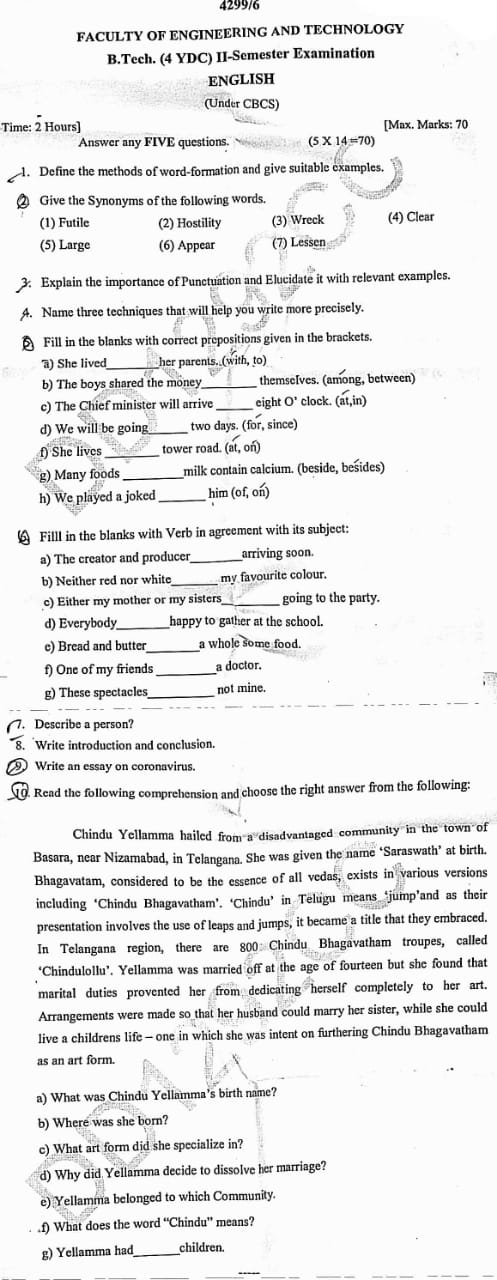 4299/6
FACULTY OF ENGINEERING AND TECHNOLOGY
B.Tech. (4 YDC) II-Semester Examination
ENGLISH
(Under CBCS)
Time: 2 Hours] [Max. Marks: 70
Answer any FIVE questions. (5 X 14=70)
1. Define the methods of word-formation and give suitable examples.
2 Give the Synonyms of the following words.
(1) Futile (2) Hostility (3) Wreck (4) Clear
(5) Large (6) Appear (7) Lessen
3. Explain the importance of Punctuation and Elucidate it with relevant examples.
4. Name three techniques that will help you write more precisely.
5 Fill in the blanks with correct prepositions given in the brackets.
a) She lived________her parents. (with, to)
b) The boys shared the money________ themselves. (among, between)
c) The Chief minister will arrive _____ eight O' clock. (at,in)
d) We will be going_____ two days. (for, since)
f) She lives ________ tower road. (at, on)
g) Many foods ________milk contain calcium. (beside, besides)
h) We played a joked ______ him (of, on)
6 Filll in the blanks with Verb in agreement with its subject:
a) The creator and producer_______arriving soon.
b) Neither red nor white______ my favourite colour.
c) Either my mother or my sisters________ going to the party.
d) Everybody_______happy to gather at the school.
e) Bread and butter_______a whole some food.
f) One of my friends ________a doctor.
g) These spectacles_________ not mine.
7. Describe a person?
8. Write introduction and conclusion.
9 Write an essay on coronavirus.
10. Read the following comprehension and choose the right answer from the following:
Chindu Yellamma hailed from a disadvantaged community in the town of
Basara, near Nizamabad, in Telangana. She was given the name 'Saraswath' at birth.
Bhagavatam, considered to be the essence of all vedas, exists in various versions
including 'Chindu Bhagavatham'. 'Chindu' in Telugu means 'jump'and as their
presentation involves the use of leaps and jumps, it became a title that they embraced.
In Telangana region, there are 800 Chindu Bhagavatham troupes, called
'Chindulollu'. Yellamma was married off at the age of fourteen but she found that
marital duties provented her from dedicating herself completely to her art.
Arrangements were made so that her husband could marry her sister, while she could
live a childrens life – one in which she was intent on furthering Chindu Bhagavatham
as an art form.
a) What was Chindu Yellamma's birth name?
b) Where was she born?
c) What art form did she specialize in?
d) Why did Yellamma decide to dissolve her marriage?
e) Yellamma belonged to which Community.
f) What does the word "Chindu" means?
g) Yellamma had______children.